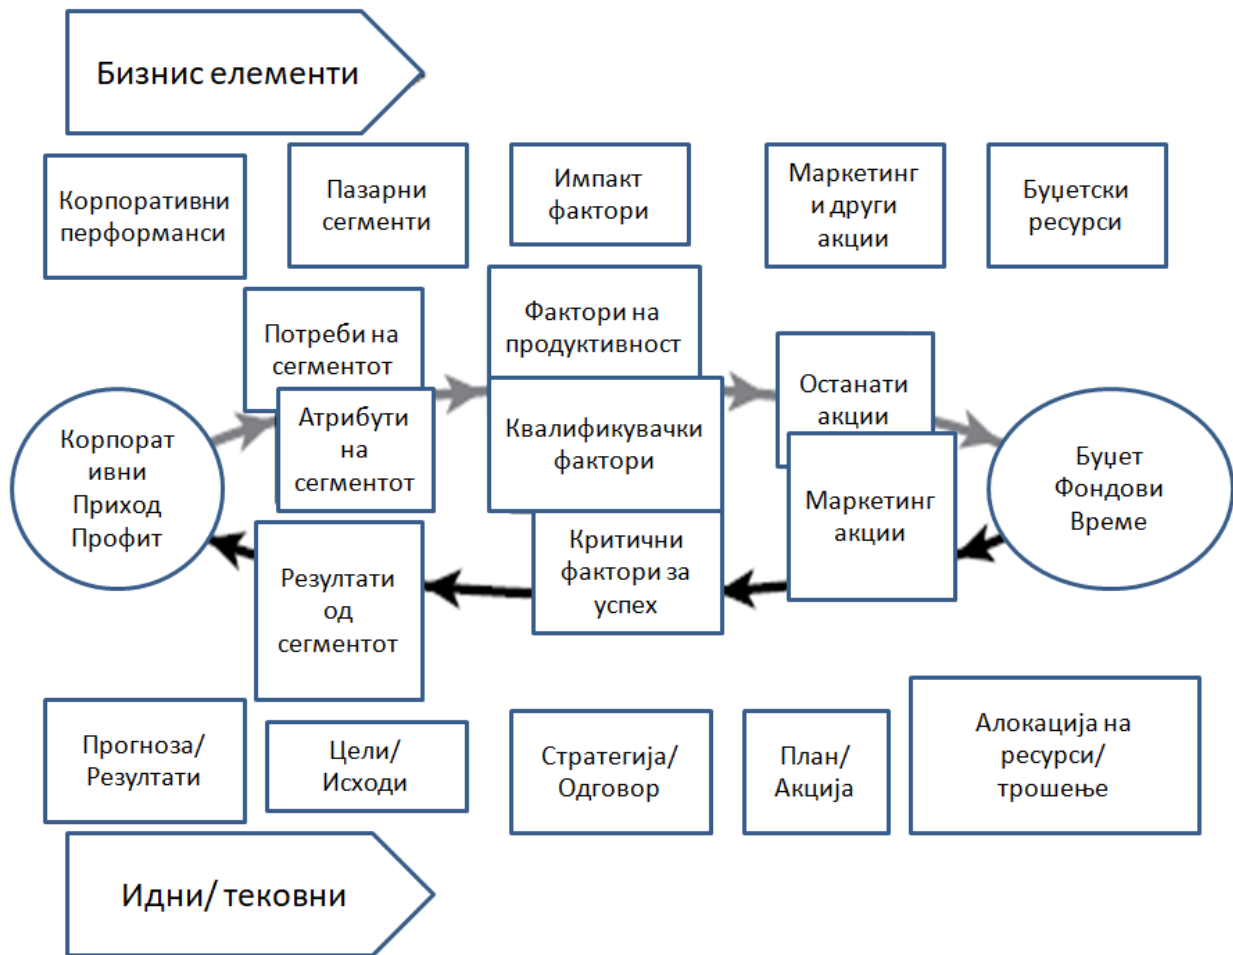 Бизнис елементи
Корпоративни
перформанси
Пазарни
сегменти
Импакт
фактори
Маркетинг
и други
акции
Буџетски
ресурси
Потреби на
сегментот
Атрибути
на
сегментот
Фактори на
продуктивност
Квалификувачки
фактори
Останати
акции
Маркетинг
акции
Корпорат
ивни
Приход
Профит
Буџет
Фондови
Време
Резултати
од
сегментот
Критични
фактори за
успех
Прогноза/
Резултати
Цели/
Исходи
Стратегија/
Одговор
План/
Акција
Алокација на
ресурси/
трошење
Идни/ тековни